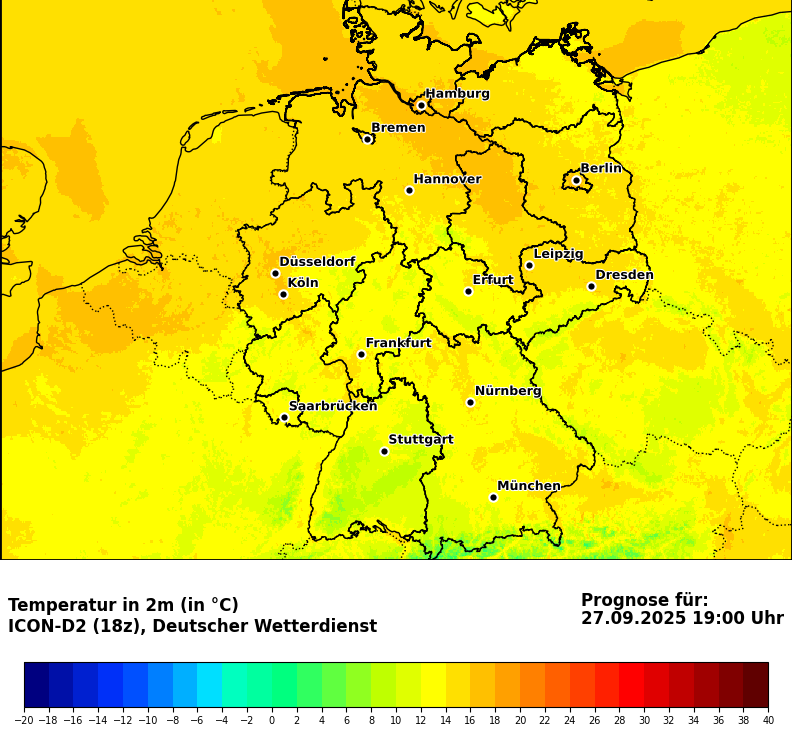 Hamburg
Bremen
Hannover
Berlin
Düsseldorf
Köln
Leipzig
Erfurt
Dresden
Frankfurt
Nürnberg
Saarbrücken
Stuttgart
München
Temperatur in 2m (in °C)
ICON-D2 (18z), Deutscher Wetterdienst
Prognose für:
27.09.2025 19:00 Uhr
−20 −18 −16 −14 −12 −10 −8 −6 −4 −2 0 2 4 6 8 10 12 14 16 18 20 22 24 26 28 30 32 34 36 38 40